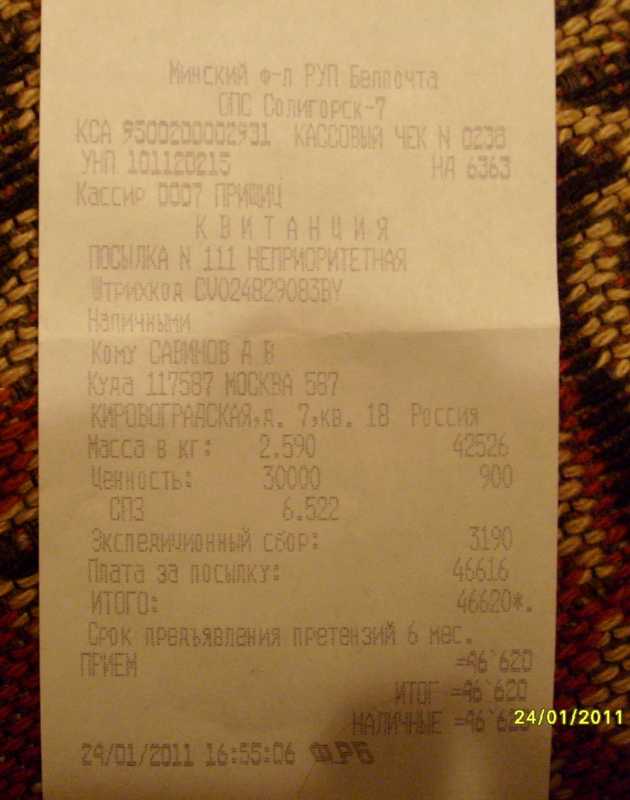 Минский ф-л РУП Белпочта
ОПС Солигорск-7
КСА 9500200002931 КАССОВЫЙ ЧЕК N 0238
УНП 101120215 НА 6363
Кассир 0007 ПРИЩИЦ
КВИТАНЦИЯ
ПОСЫЛКА N 111 НЕПРИОРИТЕТНАЯ
Штрихкод CV024829083BY
Наличными
Кому САВИНОВ А В
Куда 117587 МОСКВА 587
КИРОВОГРАДСКАЯ,д. 7,кв. 18 Россия
Масса в кг: 2.590 42526
Ценность: 30000 900
СПЗ 6.522
Экспедиционный сбор: 3190
Плата за посылку: 46616
ИТОГО: 46620*.
Срок предъявления претензий 6 мес.
ПРИЕМ =46`620
ИТОГ =46`620
НАЛИЧНЫЕ =46`620
24/01/2011
24/01/2011 16:55:06 ФРБ